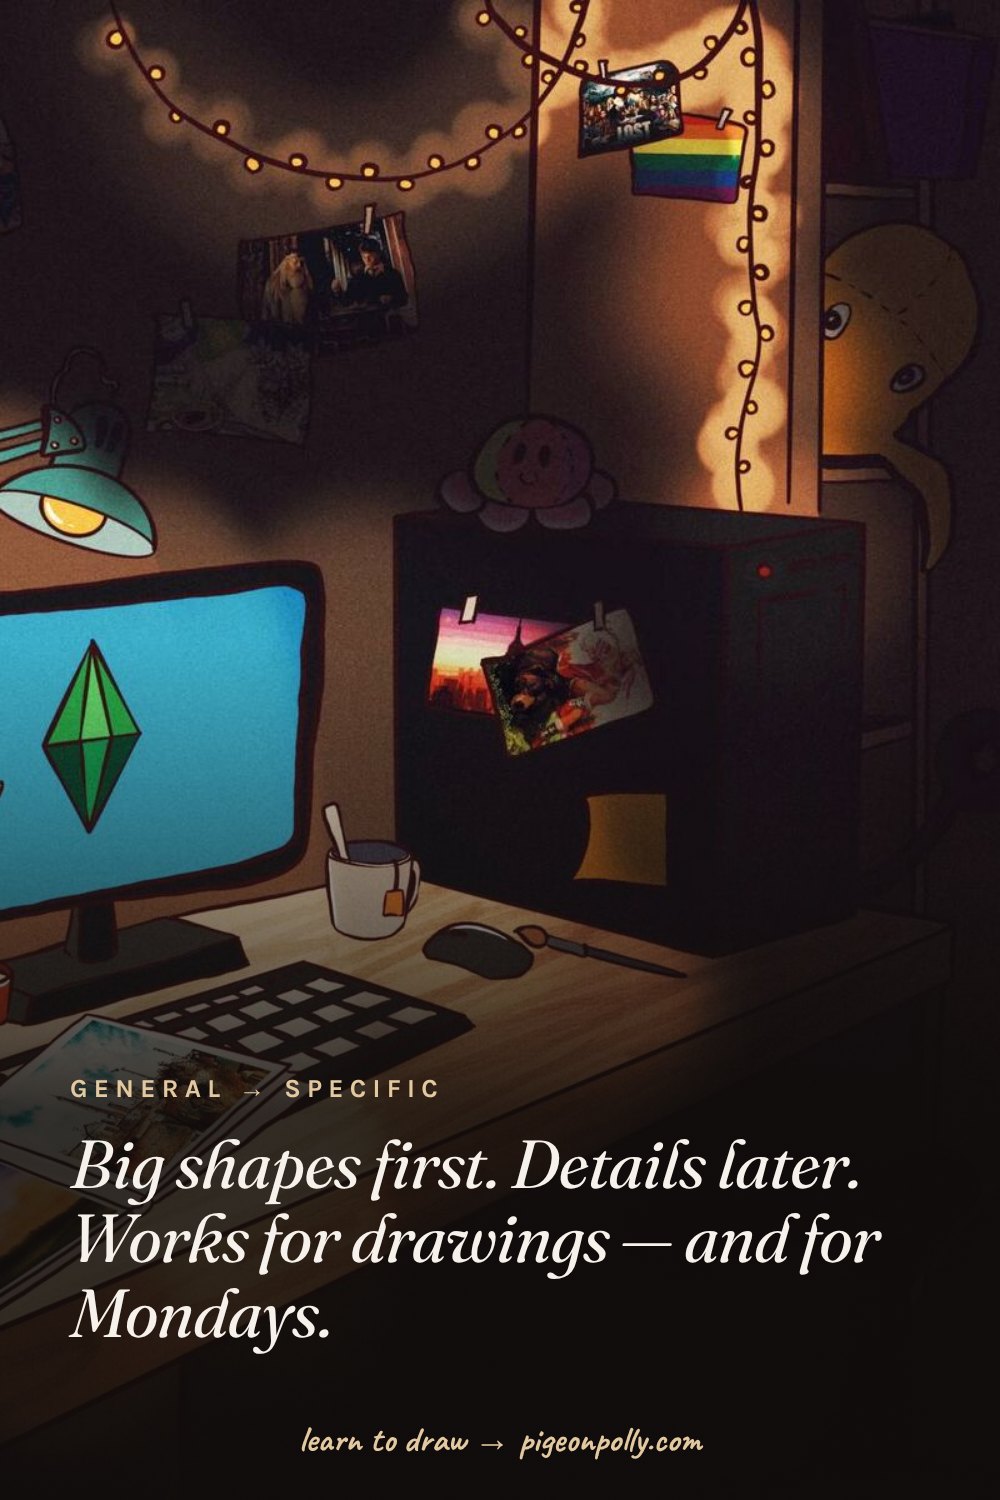 LOST
GENERAL → SPECIFIC
Big shapes first. Details later.
Works for drawings — and for
Mondays.
learn to draw → pigeonpolly.com